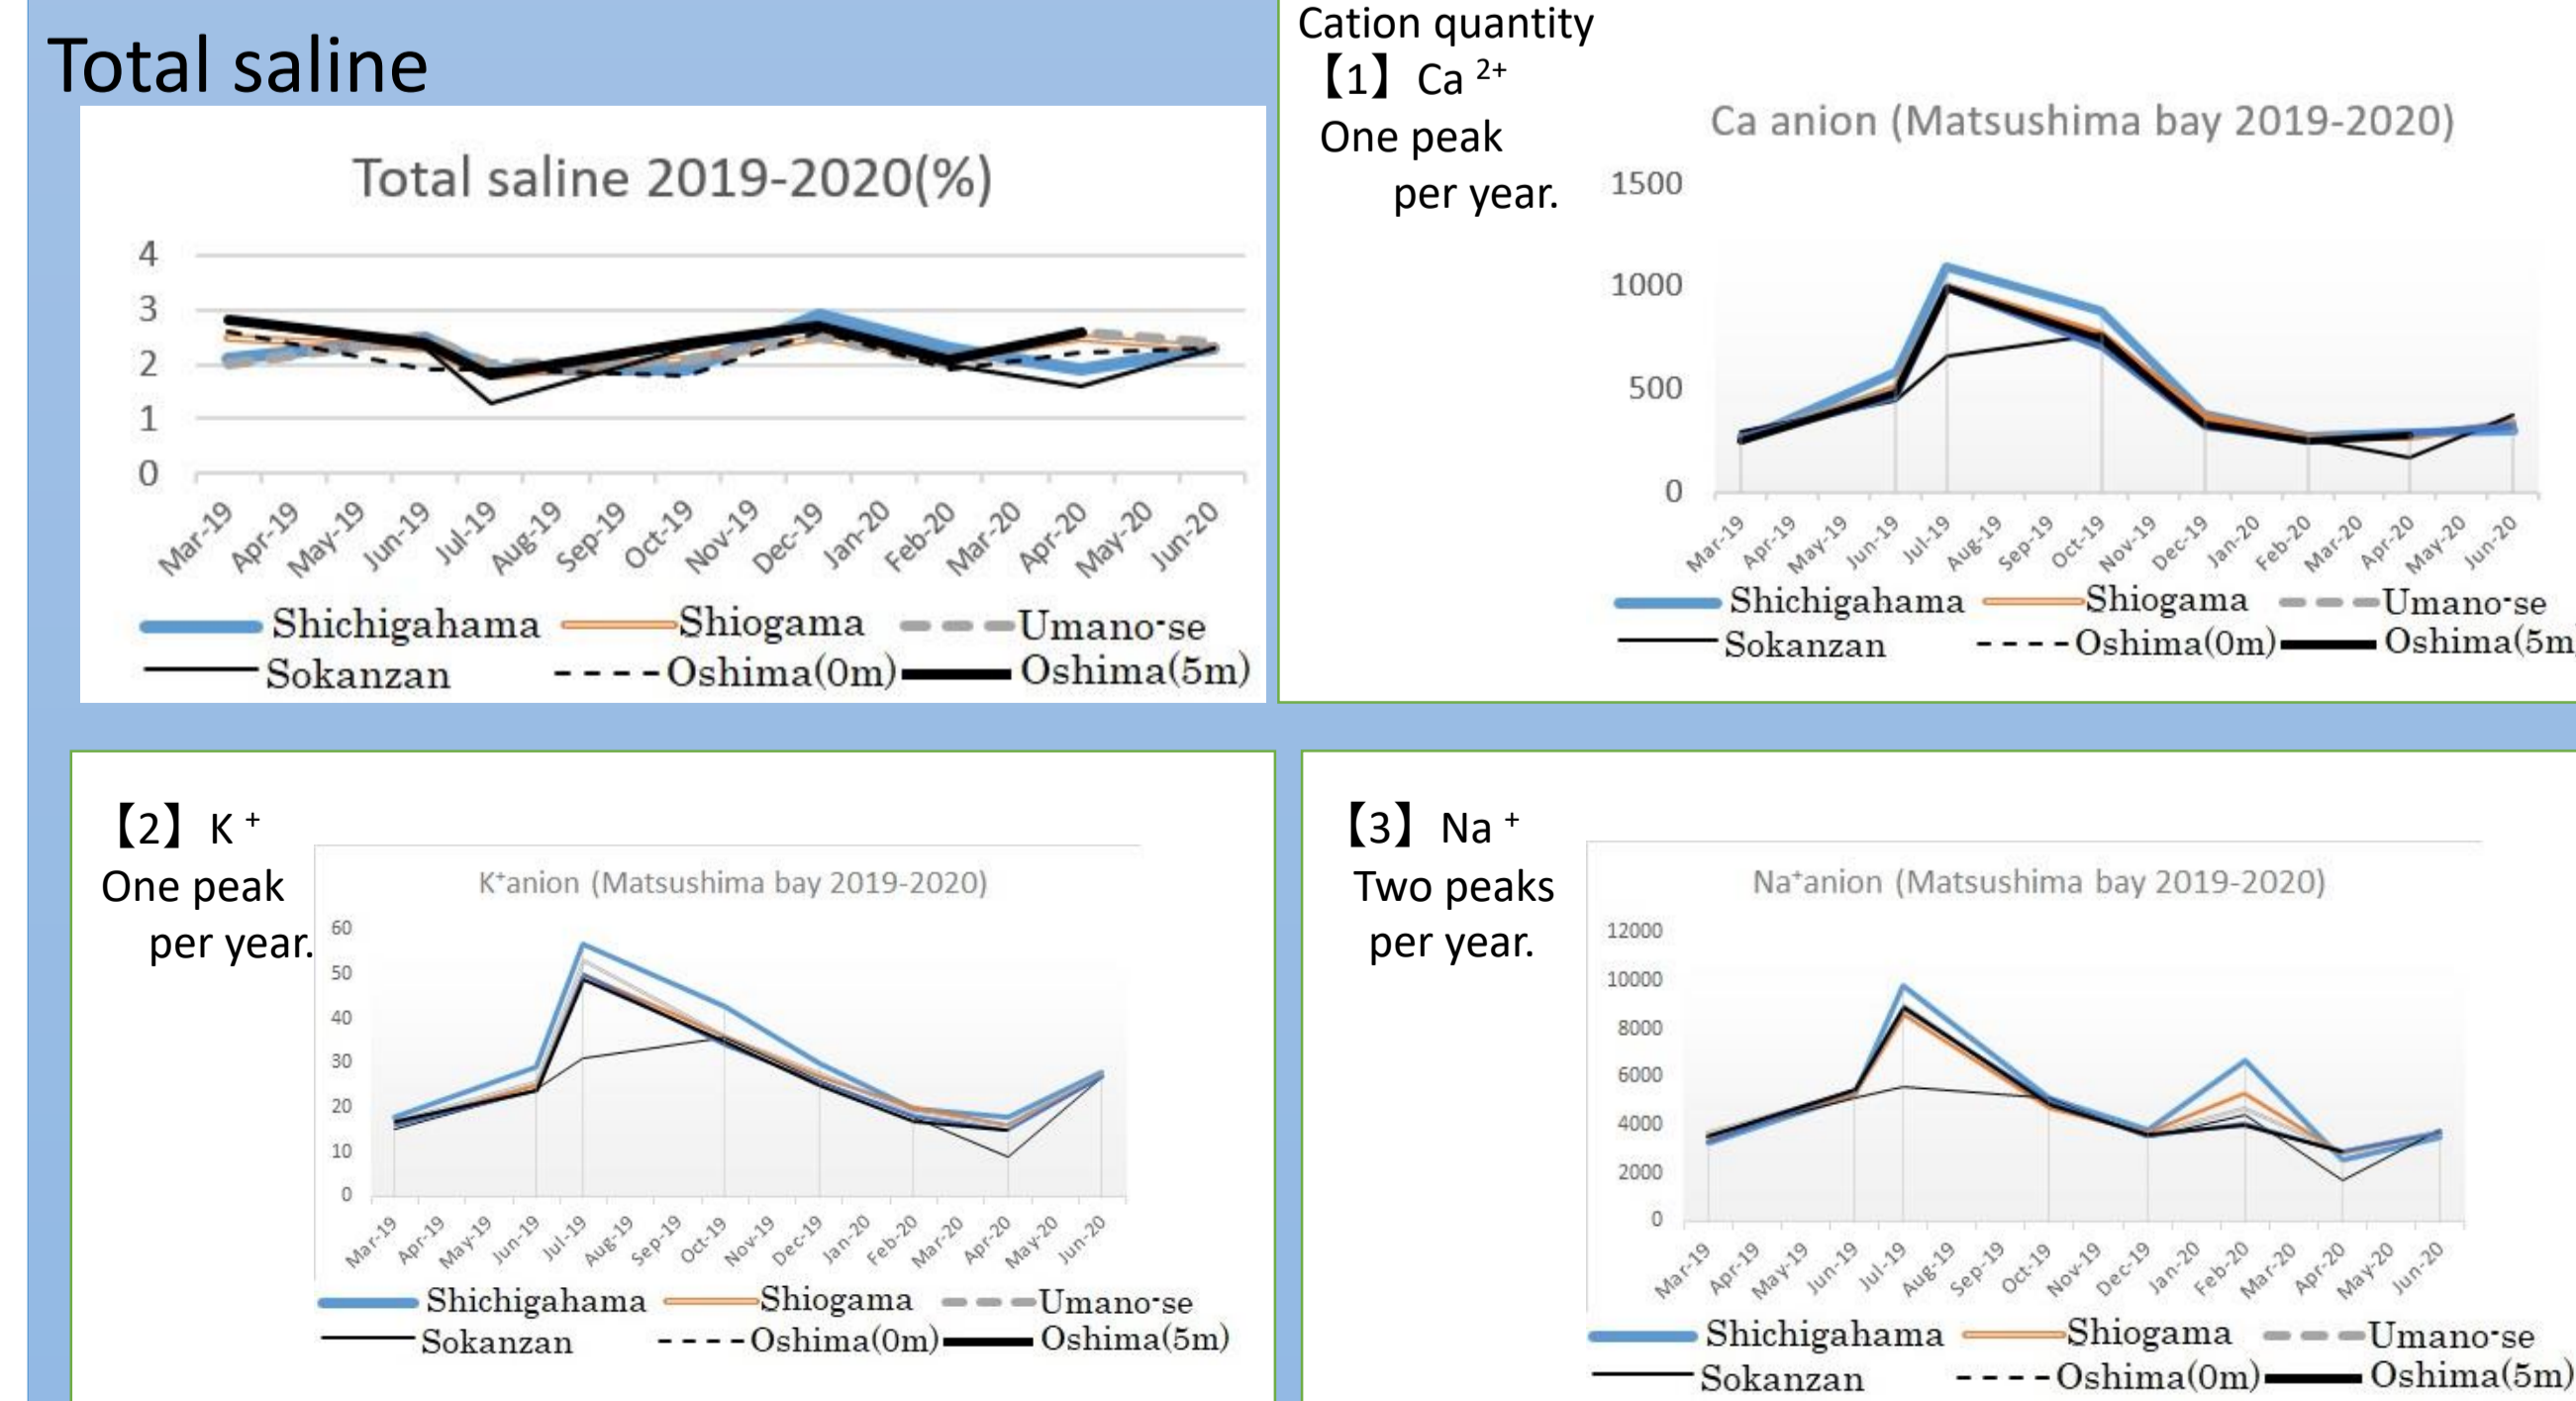 Total saline
Total saline 2019-2020(%)
4
3
2
1
0
Mar-19 Apr-19 May-19 Jun-19 Jul-19 Aug-19 Sep-19 Oct-19 Nov-19 Dec-19 Jan-20 Feb-20 Mar-20 Apr-20 May-20 Jun-20
Shichigahama Shiogama Umano-se
Sokanzan Oshima(0m) Oshima(5m)
Cation quantity
【1】 Ca 2+
One peak
per year.
Ca anion (Matsushima bay 2019-2020)
1500
1000
500
0
Mar-19 Apr-19 May-19 Jun-19 Jul-19 Aug-19 Sep-19 Oct-19 Nov-19 Dec-19 Jan-20 Feb-20 Mar-20 Apr-20 May-20 Jun-20
Shichigahama Shiogama Umano-se
Sokanzan Oshima(0m) Oshima(5m
【2】 K +
One peak
per year.
K+anion (Matsushima bay 2019-2020)
60
50
40
30
20
10
0
Mar-19 Apr-19 May-19 Jun-19 Jul-19 Aug-19 Sep-19 Oct-19 Nov-19 Dec-19 Jan-20 Feb-20 Mar-20 Apr-20 May-20 Jun-20
Shichigahama Shiogama Umano-se
Sokanzan Oshima(0m) Oshima(5m)
【3】 Na +
Two peaks
per year.
Na+anion (Matsushima bay 2019-2020)
12000
10000
8000
6000
4000
2000
0
Mar-19 Apr-19 May-19 Jun-19 Jul-19 Aug-19 Sep-19 Oct-19 Nov-19 Dec-19 Jan-20 Feb-20 Mar-20 Apr-20 May-20 Jun-20
Shichigahama Shiogama Umano-se
Sokanzan Oshima(0m) Oshima(5m)